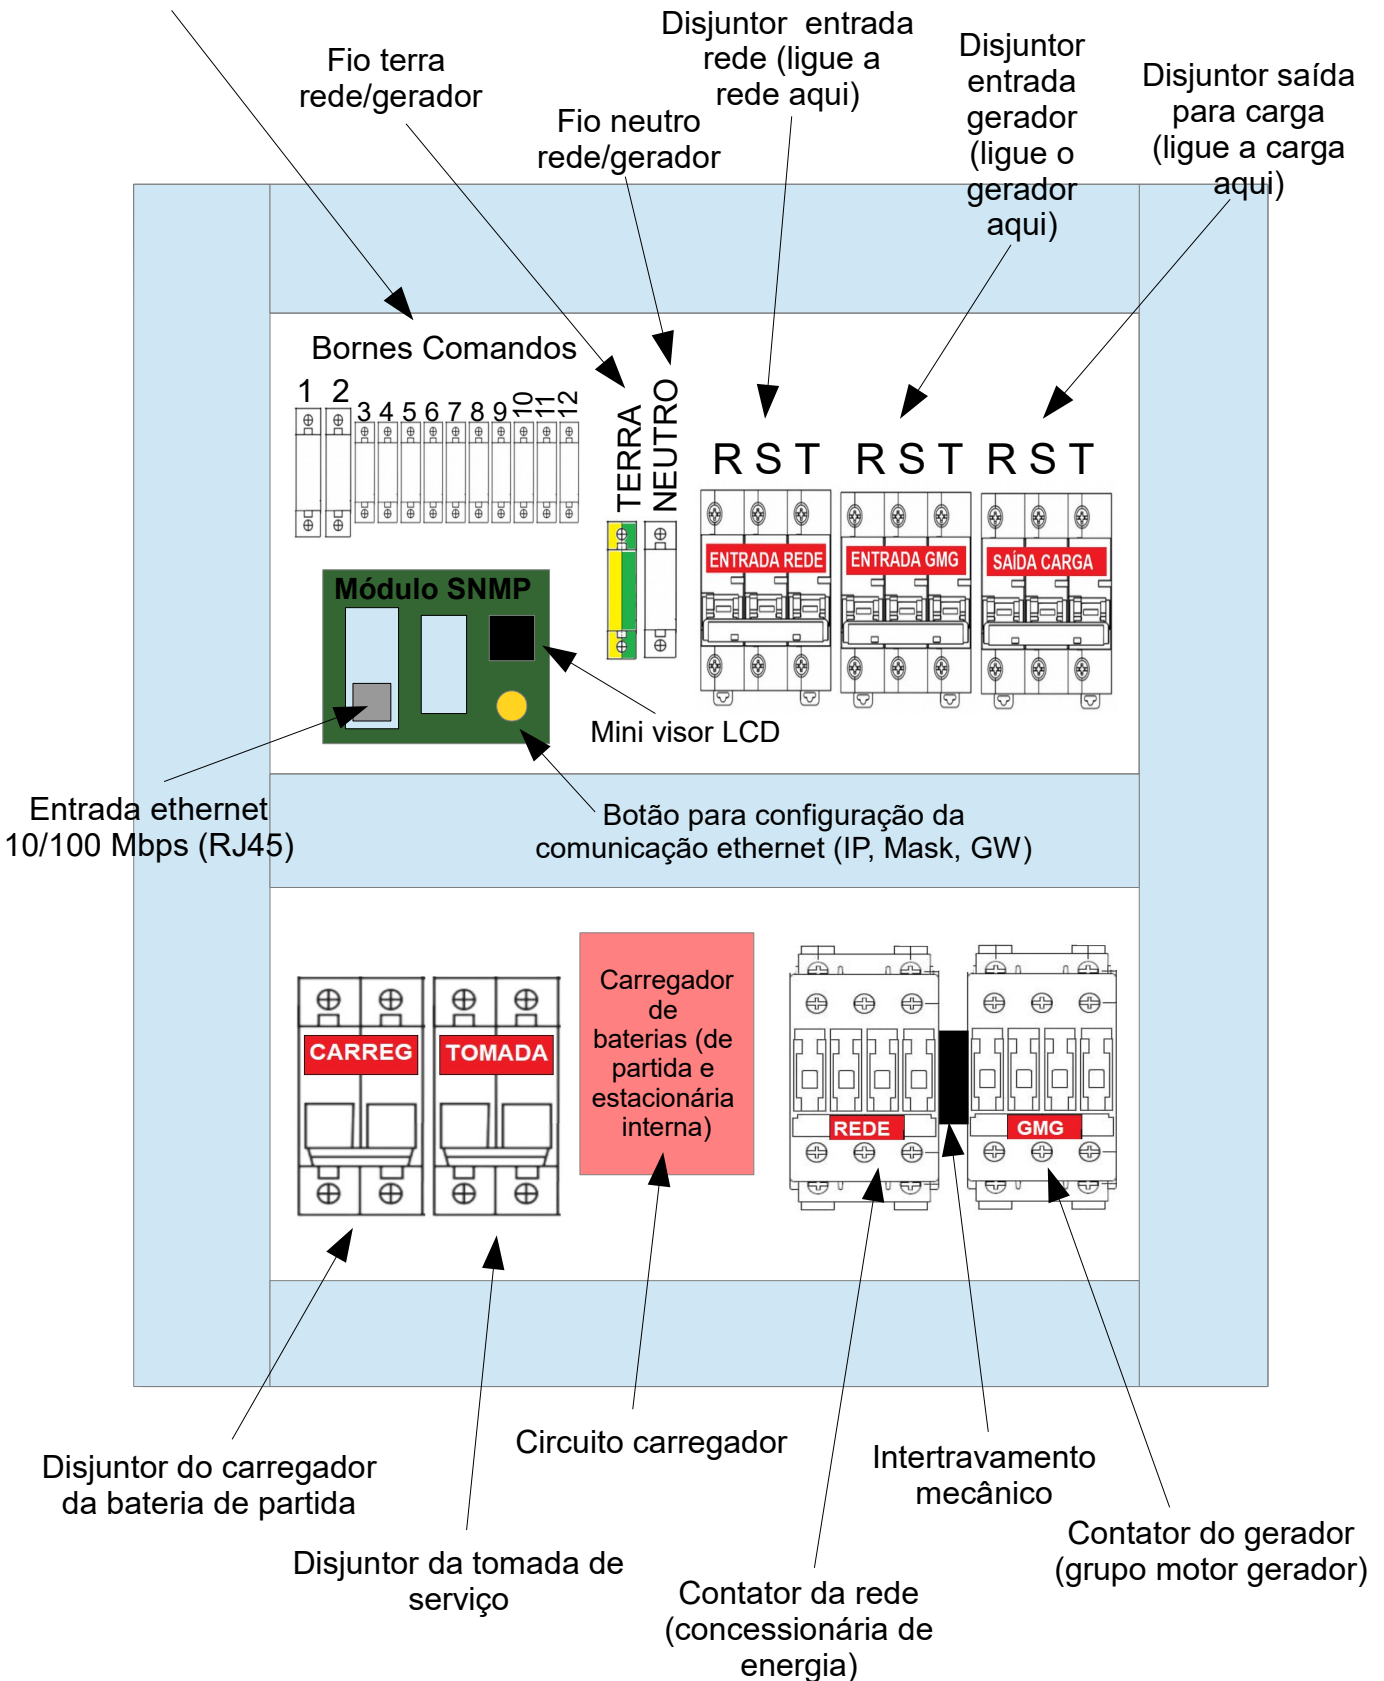 Fio terra
rede/gerador
Fio neutro
rede/gerador
Disjuntor entrada
rede (ligue a
rede aqui)
Disjuntor
entrada
gerador
(ligue o
gerador
aqui)
Disjuntor saída
para carga
(ligue a carga
aqui)
Bornes Comandos
1 2 3 4 5 6 7 8 9 10 11 12
TERRA
NEUTRO
R S T
R S T
R S T
ENTRADA REDE
ENTRADA GMG
SAÍDA CARGA
Módulo SNMP
Mini visor LCD
Entrada ethernet
10/100 Mbps (RJ45)
Botão para configuração da
comunicação ethernet (IP, Mask, GW)
CARREG
TOMADA
Carregador
de
baterias (de
partida e
estacionária
interna)
REDE
GMG
Disjuntor do carregador
da bateria de partida
Disjuntor da tomada de
serviço
Circuito carregador
Contator da rede
(concessionária de
energia)
Intertravamento
mecânico
Contator do gerador
(grupo motor gerador)